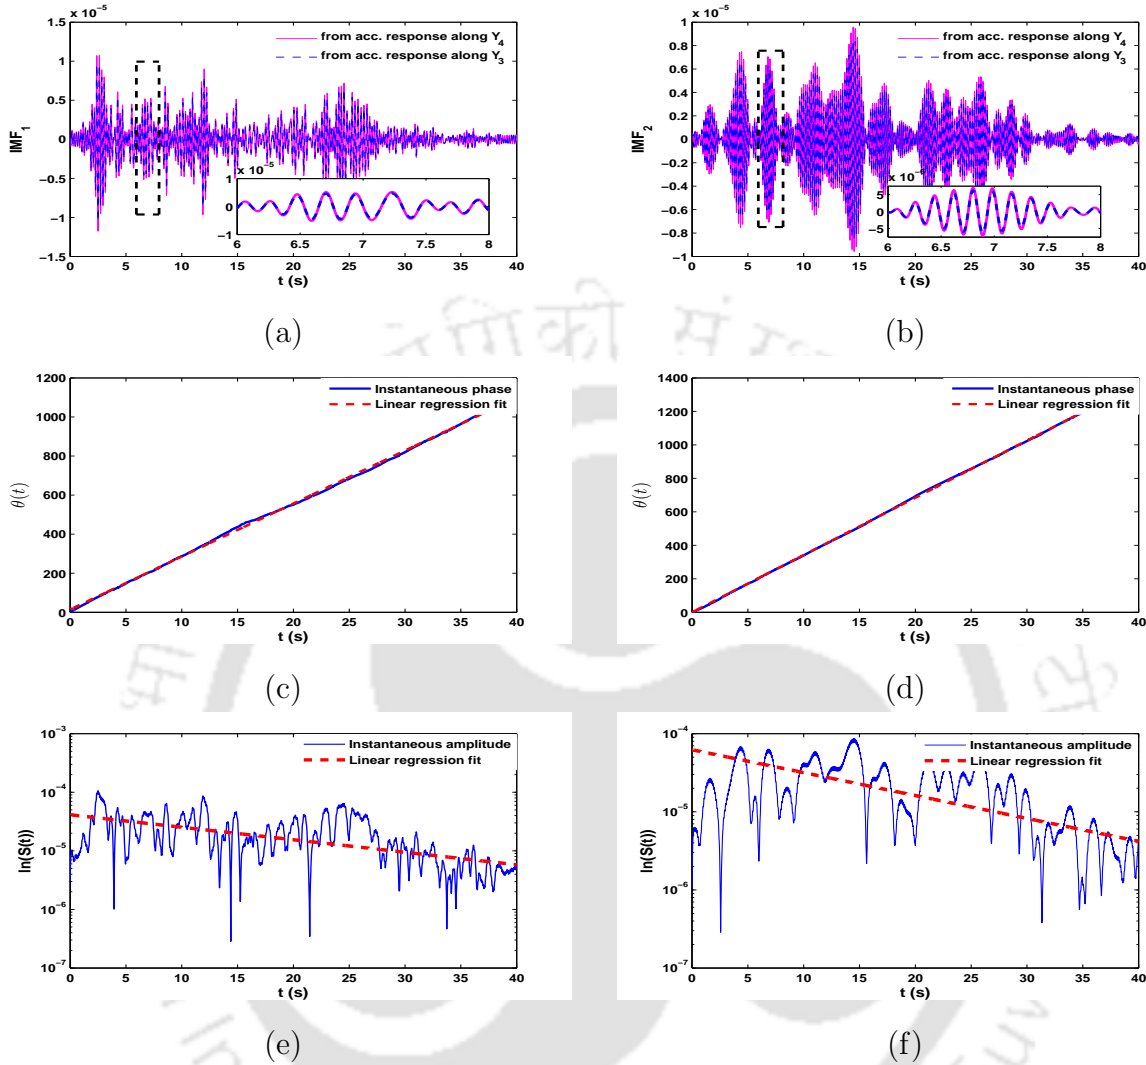 x 10⁻⁵
from acc. response along Y₄
from acc. response along Y₃
IMF₁
1.5
1
0.5
0
−0.5
−1
−1.5
x 10⁻⁵
1
0
−1
6 6.5 7 7.5 8
0 5 10 15 20 25 30 35 40
t (s)
(a)
x 10⁻⁵
from acc. response along Y₄
from acc. response along Y₃
IMF₂
1
0.8
0.6
0.4
0.2
0
−0.2
−0.4
−0.6
−0.8
−1
x 10⁻⁶
5
0
−5
6 6.5 7 7.5 8
0 5 10 15 20 25 30 35 40
t (s)
(b)
Instantaneous phase
Linear regression fit
θ(t)
1200
1000
800
600
400
200
0
0 5 10 15 20 25 30 35 40
t (s)
(c)
Instantaneous phase
Linear regression fit
θ(t)
1400
1200
1000
800
600
400
200
0
0 5 10 15 20 25 30 35 40
t (s)
(d)
Instantaneous amplitude
Linear regression fit
ln(S(t))
10⁻³
10⁻⁴
10⁻⁵
10⁻⁶
10⁻⁷
0 5 10 15 20 25 30 35 40
t (s)
(e)
Instantaneous amplitude
Linear regression fit
ln(S(t))
10⁻⁴
10⁻⁵
10⁻⁶
10⁻⁷
0 5 10 15 20 25 30 35 40
t (s)
(f)